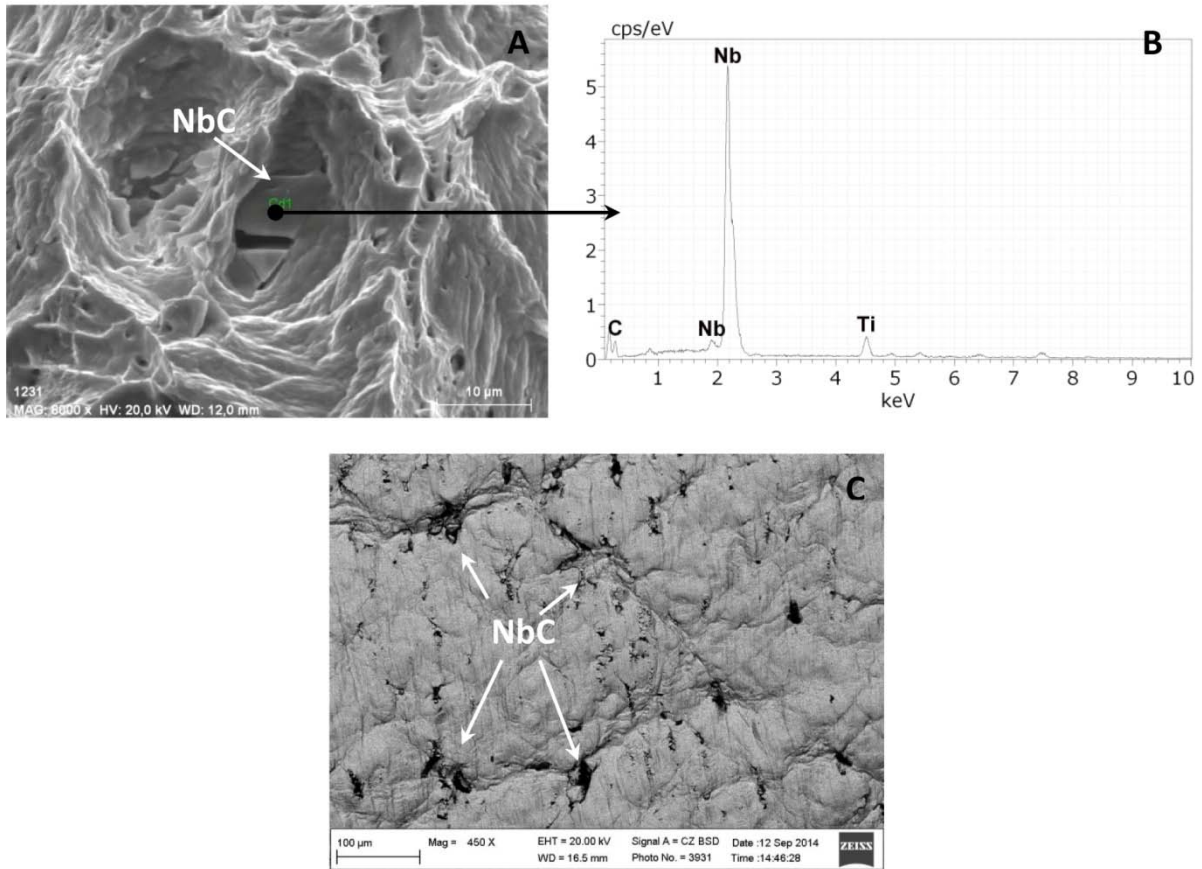 A
NbC
Cd1
1231
MAG: 6000 x HV: 20,0 kV WD: 12,0 mm
10 µm
cps/eV
B
Nb
5
4
3
2
1
0
C
Nb
Ti
1 2 3 4 5 6 7 8 9 10
keV
C
NbC
100 µm
Mag = 450 X
EHT = 20.00 kV
Signal A = CZ BSD
Date :12 Sep 2014
WD = 16.5 mm
Photo No. = 3931
Time :14:46:28
ZEISS